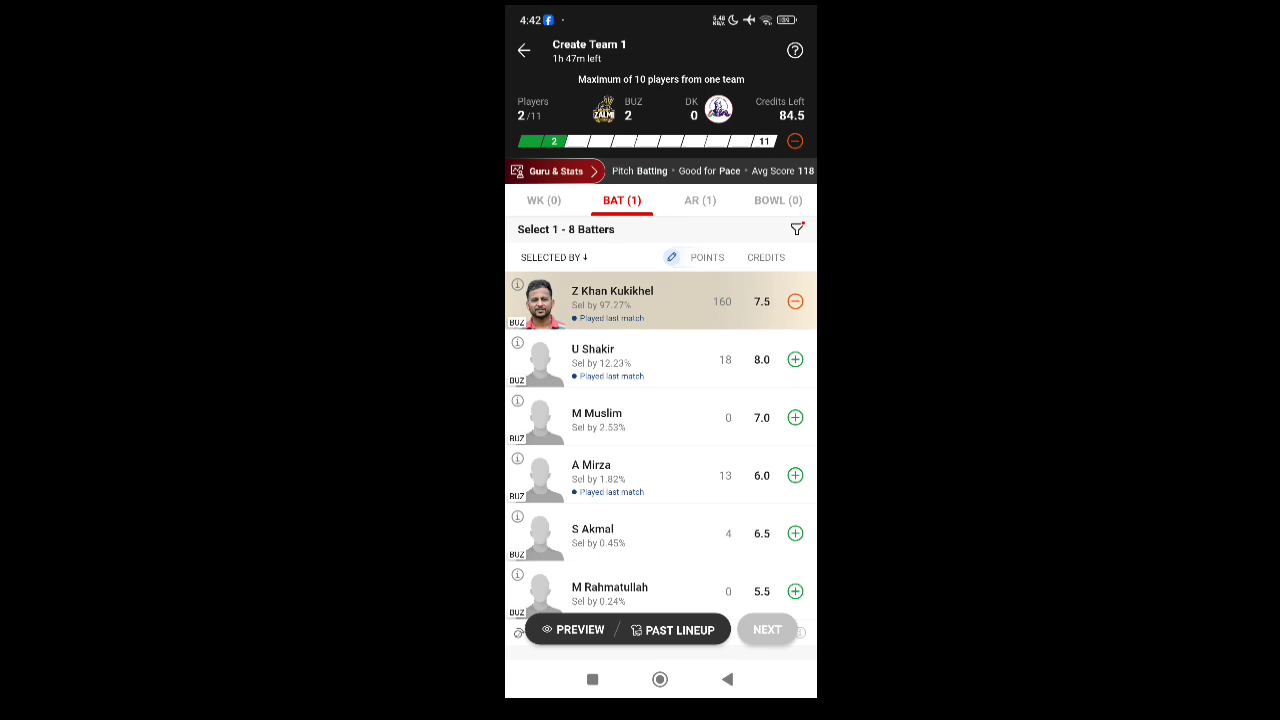 4:42
5.48 KB/s
Create Team 1
1h 47m left
Maximum of 10 players from one team
Players BUZ DK Credits Left
2/11 ZALMI 2 0 84.5
2 11
Guru & Stats Pitch Batting • Good for Pace • Avg Score 118
WK (0) BAT (1) AR (1) BOWL (0)
Select 1 - 8 Batters
SELECTED BY↓ POINTS CREDITS
Z Khan Kukikhel
Sel by 97.27%
Played last match
160 7.5
BUZ
U Shakir
Sel by 12.23%
Played last match
18 8.0
BUZ
M Muslim
Sel by 2.53%
0 7.0
BUZ
A Mirza
Sel by 1.82%
Played last match
13 6.0
BUZ
S Akmal
Sel by 0.45%
4 6.5
BUZ
M Rahmatullah
Sel by 0.24%
0 5.5
BUZ
PREVIEW / PAST LINEUP NEXT